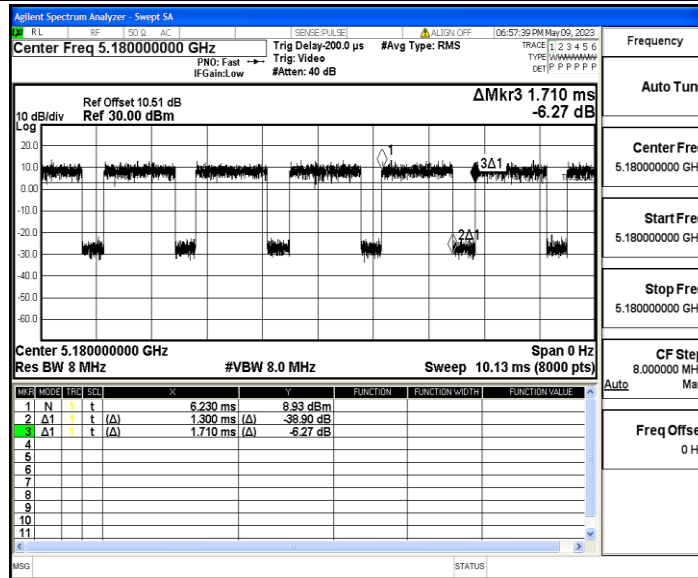 Agilent Spectrum Analyzer - Swept SA
RL RF 50 Ω AC SENSE:PULSE ALIGN OFF 06:57:39 PM May 09, 2023
Center Freq 5.180000000 GHz
Trig Delay-200.0 µs #Avg Type: RMS TRACE 1 2 3 4 5 6
PNO: Fast Trig: Video TYPE
IFGain:Low #Atten: 40 dB DET P P P P P P
ΔMkr3 1.710 ms
-6.27 dB
Ref Offset 10.51 dB
10 dB/div Ref 30.00 dBm
Log
20.0
10.0
0.00
-10.0
-20.0
-30.0
-40.0
-50.0
-60.0
1
3Δ1
2Δ1
Center 5.180000000 GHz Span 0 Hz
Res BW 8 MHz #VBW 8.0 MHz Sweep 10.13 ms (8000 pts)
MKR MODE TRC SCL X Y FUNCTION FUNCTION WIDTH FUNCTION VALUE
1 N 1 t 6.230 ms 8.93 dBm
2 Δ1 1 t (Δ) 1.300 ms (Δ) -38.90 dB
3 Δ1 1 t (Δ) 1.710 ms (Δ) -6.27 dB
4
5
6
7
8
9
10
11
MSG STATUS
Frequency
Auto Tun
Center Fre
5.180000000 GH
Start Fre
5.180000000 GH
Stop Fre
5.180000000 GH
CF Step
8.000000 MH
Auto Ma
Freq Offse
0 H